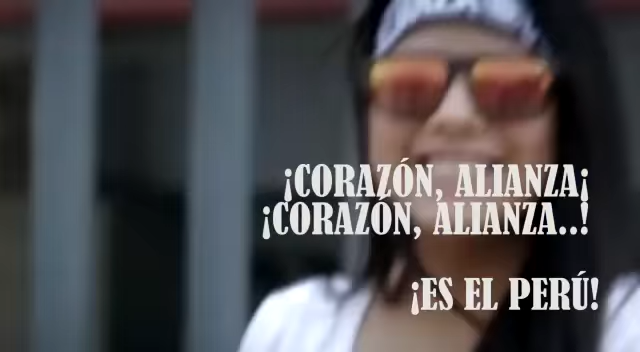 ¡CORAZÓN, ALIANZA¡
¡CORAZÓN, ALIANZA..!
¡ES EL PERÚ!